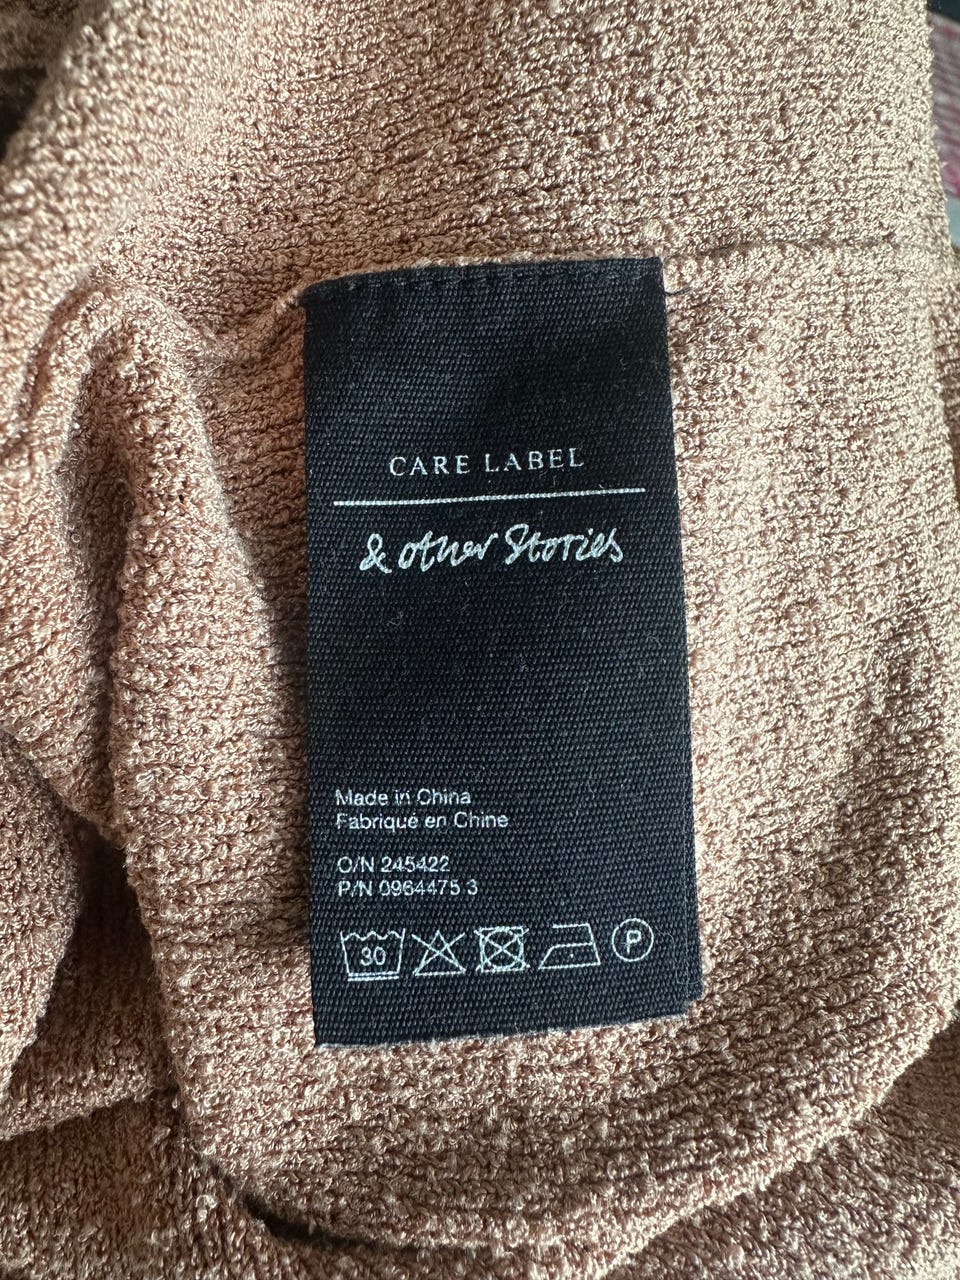 CARE LABEL
& other Stories
Made in China
Fabriqué en Chine
O/N 245422
P/N 0964475 3
30 P